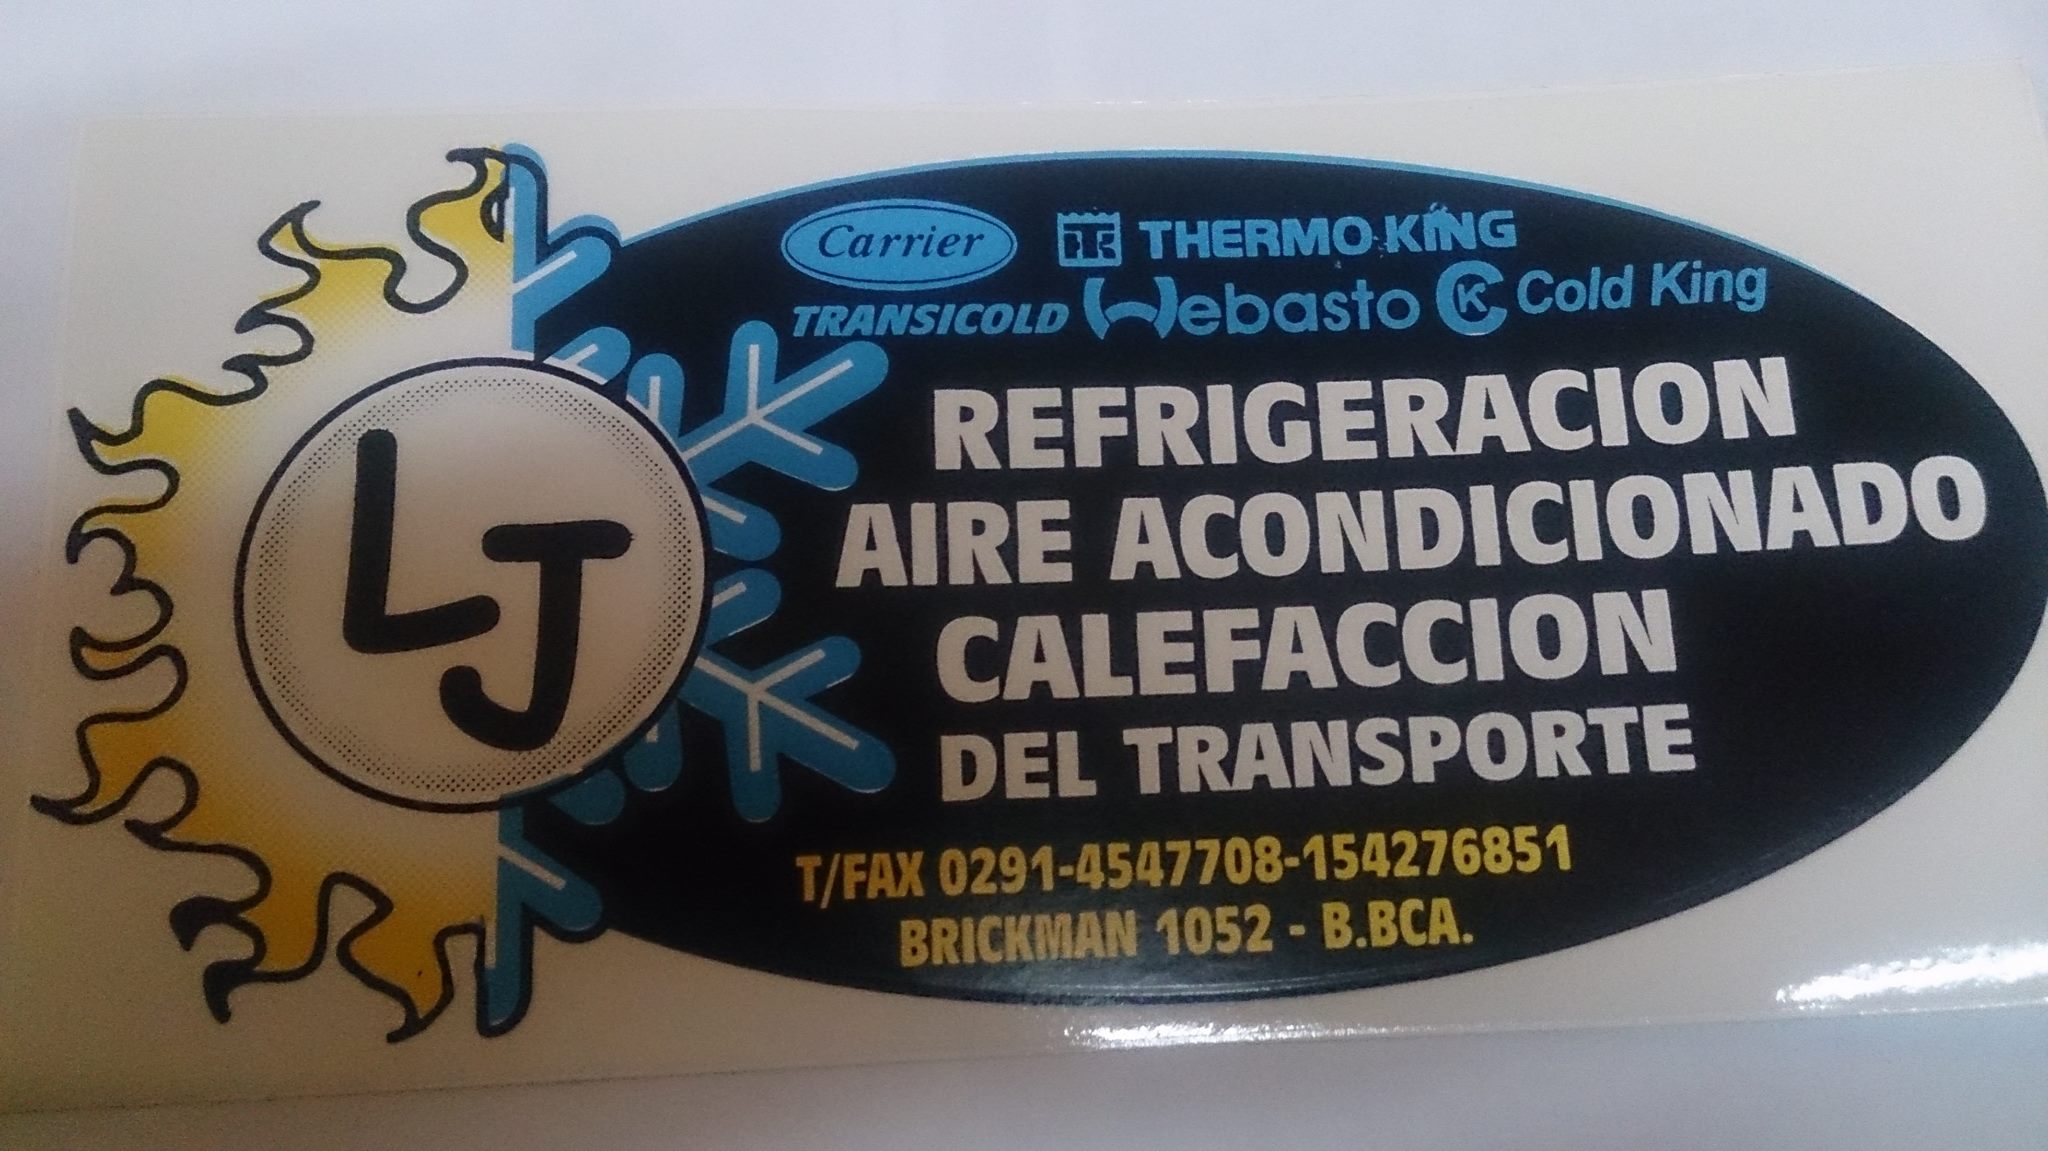 LJ
Carrier
TRANSICOLD
THERMO KING
Webasto
CK Cold King
REFRIGERACION
AIRE ACONDICIONADO
CALEFACCION
DEL TRANSPORTE
T/FAX 0291-4547708-154276851
BRICKMAN 1052 - B.BCA.